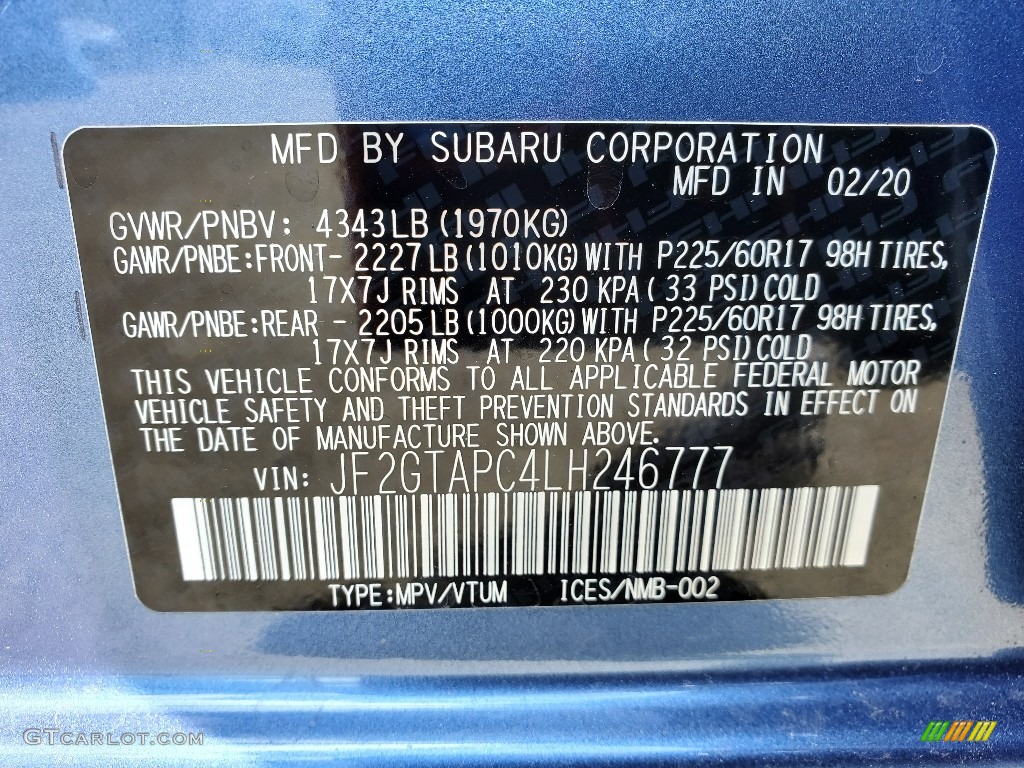 MFD BY SUBARU CORPORATION
MFD IN 02/20
GVWR/PNBV: 4343LB (1970KG)
GAWR/PNBE:FRONT- 2227LB (1010KG) WITH P225/60R17 98H TIRES,
17X7J RIMS AT 230 KPA ( 33 PSI) COLD
GAWR/PNBE:REAR - 2205LB (1000KG) WITH P225/60R17 98H TIRES,
17X7J RIMS AT 220 KPA ( 32 PSI) COLD
THIS VEHICLE CONFORMS TO ALL APPLICABLE FEDERAL MOTOR
VEHICLE SAFETY AND THEFT PREVENTION STANDARDS IN EFFECT ON
THE DATE OF MANUFACTURE SHOWN ABOVE.
VIN: JF2GTAPC4LH246777
TYPE:MPV/VTUM ICES/NMB-002
GTCarlot.com